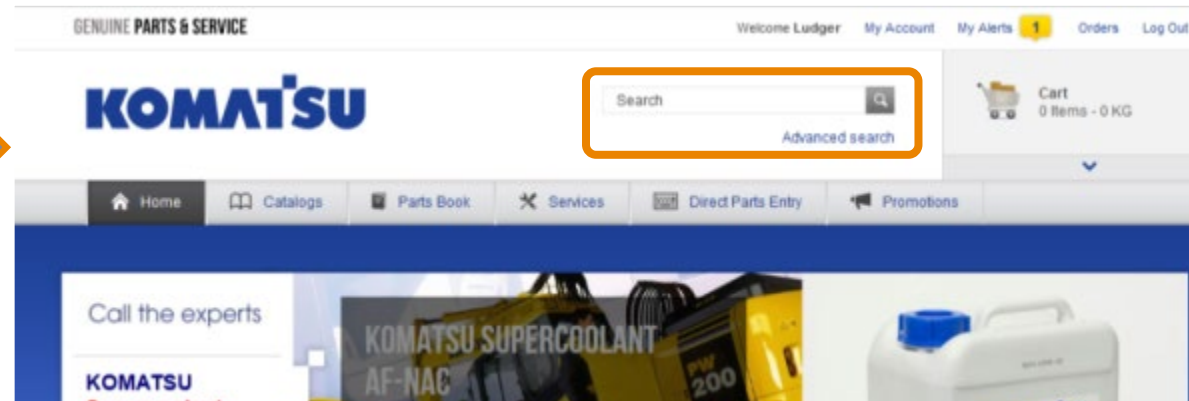 GENUINE PARTS & SERVICE
Welcome Ludger My Account My Alerts 1 Orders Log Out
KOMATSU
Search
Advanced search
Cart
0 Items - 0 KG
Home Catalogs Parts Book Services Direct Parts Entry Promotions
Call the experts
KOMATSU
KOMATSU SUPERCOOLANT
AF-NAC
PW
200